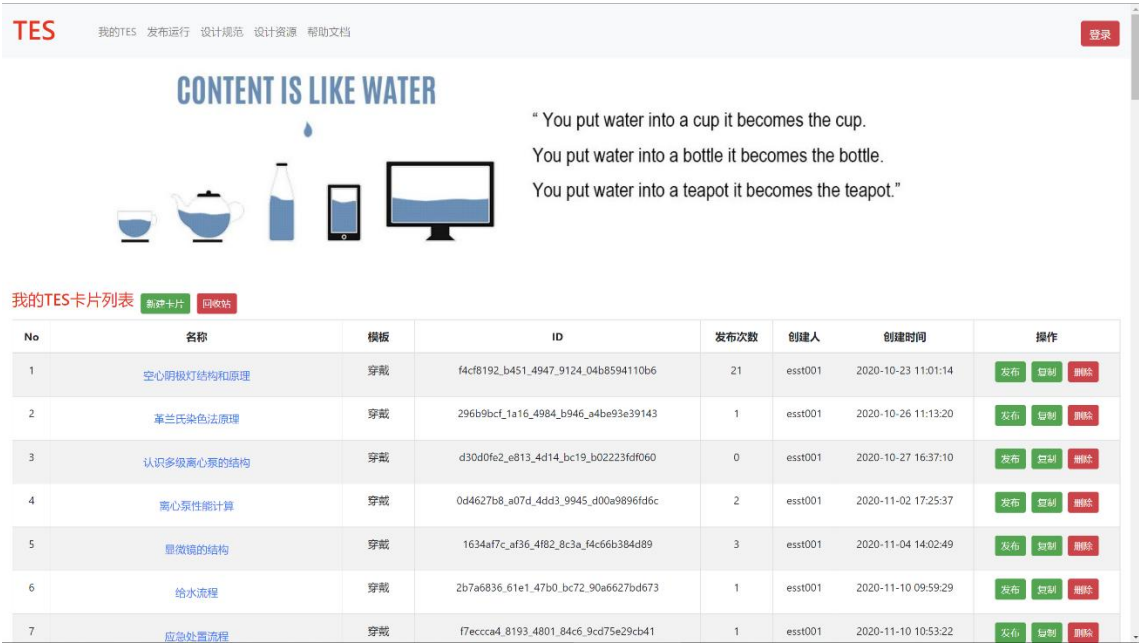 TES 我的TES 发布运行 设计规范 设计资源 帮助文档 登录
CONTENT IS LIKE WATER
“ You put water into a cup it becomes the cup.
You put water into a bottle it becomes the bottle.
You put water into a teapot it becomes the teapot.”
我的TES卡片列表 新建卡片 回收站
No 名称 模板 ID 发布次数 创建人 创建时间 操作
1 空心阴极灯结构和原理 穿戴 f4cf8192_b451_4947_9124_04b8594110b6 21 esst001 2020-10-23 11:01:14 发布 复制 删除
2 革兰氏染色法原理 穿戴 296b9bcf_1a16_4984_b946_a4be93e39143 1 esst001 2020-10-26 11:13:20 发布 复制 删除
3 认识多级离心泵的结构 穿戴 d30d0fe2_e813_4d14_bc19_b02223fdf060 0 esst001 2020-10-27 16:37:10 发布 复制 删除
4 离心泵性能计算 穿戴 0d4627b8_a07d_4dd3_9945_d00a9896fd6c 2 esst001 2020-11-02 17:25:37 发布 复制 删除
5 显微镜的结构 穿戴 1634af7c_af36_4f82_8c3a_f4c66b384d89 3 esst001 2020-11-04 14:02:49 发布 复制 删除
6 给水流程 穿戴 2b7a6836_61e1_47b0_bc72_90a6627bd673 1 esst001 2020-11-10 09:59:29 发布 复制 删除
7 应急处置流程 穿戴 f7eccca4_8193_4801_84c6_9cd75e29cb41 1 esst001 2020-11-10 10:53:22 发布 复制 删除